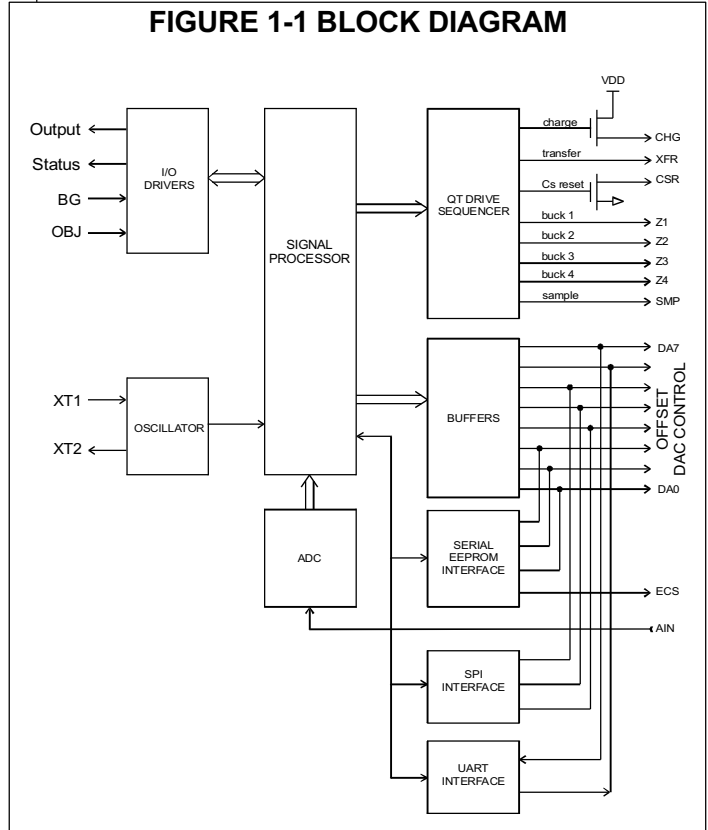 FIGURE 1-1 BLOCK DIAGRAM
VDD
Output
Status
BG
OBJ
I/O
DRIVERS
SIGNAL
PROCESSOR
QT DRIVE
SEQUENCER
charge
transfer
Cs reset
buck 1
buck 2
buck 3
buck 4
sample
CHG
XFR
CSR
Z1
Z2
Z3
Z4
SMP
XT1
XT2
OSCILLATOR
BUFFERS
DA7
OFFSET
DAC CONTROL
DA0
ADC
SERIAL
EEPROM
INTERFACE
ECS
AIN
SPI
INTERFACE
UART
INTERFACE